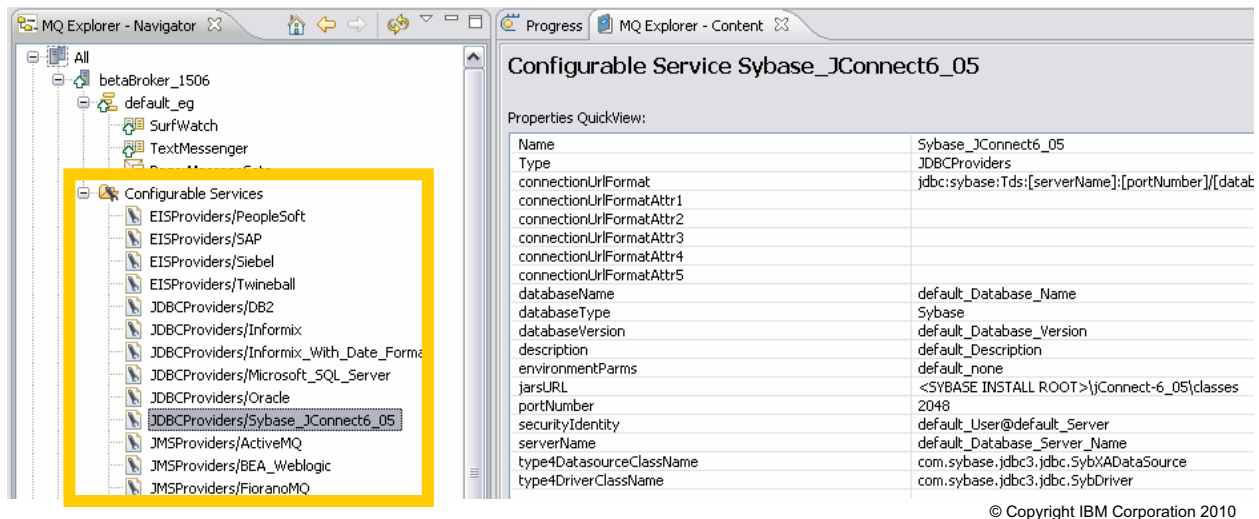 MQ Explorer - Navigator
Progress
MQ Explorer - Content
All
betaBroker_1506
default_eg
SurfWatch
TextMessenger
Configurable Services
EISProviders/PeopleSoft
EISProviders/SAP
EISProviders/Siebel
EISProviders/Twineball
JDBCProviders/DB2
JDBCProviders/Informix
JDBCProviders/Informix_With_Date_Forma
JDBCProviders/Microsoft_SQL_Server
JDBCProviders/Oracle
JDBCProviders/Sybase_JConnect6_05
JMSProviders/ActiveMQ
JMSProviders/BEA_Weblogic
JMSProviders/FioranoMQ
Configurable Service Sybase_JConnect6_05
Properties QuickView:
Name Sybase_JConnect6_05
Type JDBCProviders
connectionUrlFormat jdbc:sybase:Tds:[serverName]:[portNumber]/[datab
connectionUrlFormatAttr1
connectionUrlFormatAttr2
connectionUrlFormatAttr3
connectionUrlFormatAttr4
connectionUrlFormatAttr5
databaseName default_Database_Name
databaseType Sybase
databaseVersion default_Database_Version
description default_Description
environmentParms default_none
jarsURL <SYBASE INSTALL ROOT>\jConnect-6_05\classes
portNumber 2048
securityIdentity default_User@default_Server
serverName default_Database_Server_Name
type4DatasourceClassName com.sybase.jdbc3.jdbc.SybXADataSource
type4DriverClassName com.sybase.jdbc3.jdbc.SybDriver
© Copyright IBM Corporation 2010